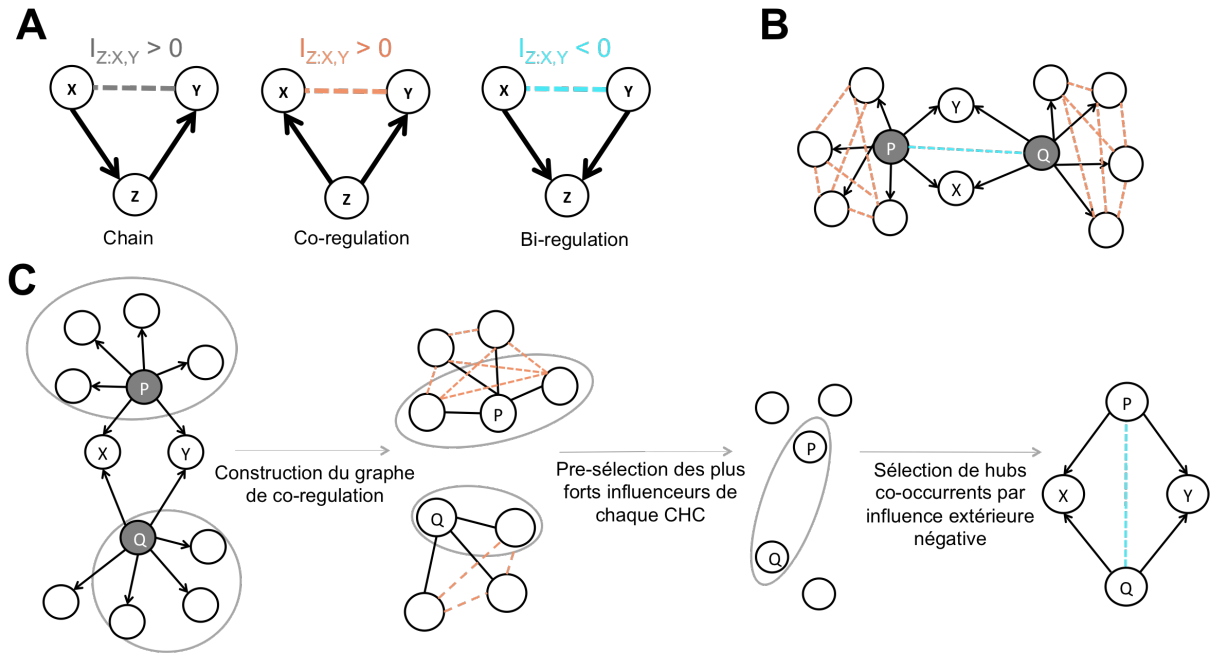 A
I_{Z:X,Y} > 0
I_{Z:X,Y} > 0
I_{Z:X,Y} < 0
X
Y
Z
Chain
X
Y
Z
Co-regulation
X
Y
Z
Bi-regulation
B
P
Y
X
Q
C
P
X
Y
Q
Construction du graphe
de co-regulation
P
Q
Pre-sélection des plus
forts influenceurs de
chaque CHC
P
Q
Sélection de hubs
co-occurrents par
influence extérieure
négative
P
X
Y
Q